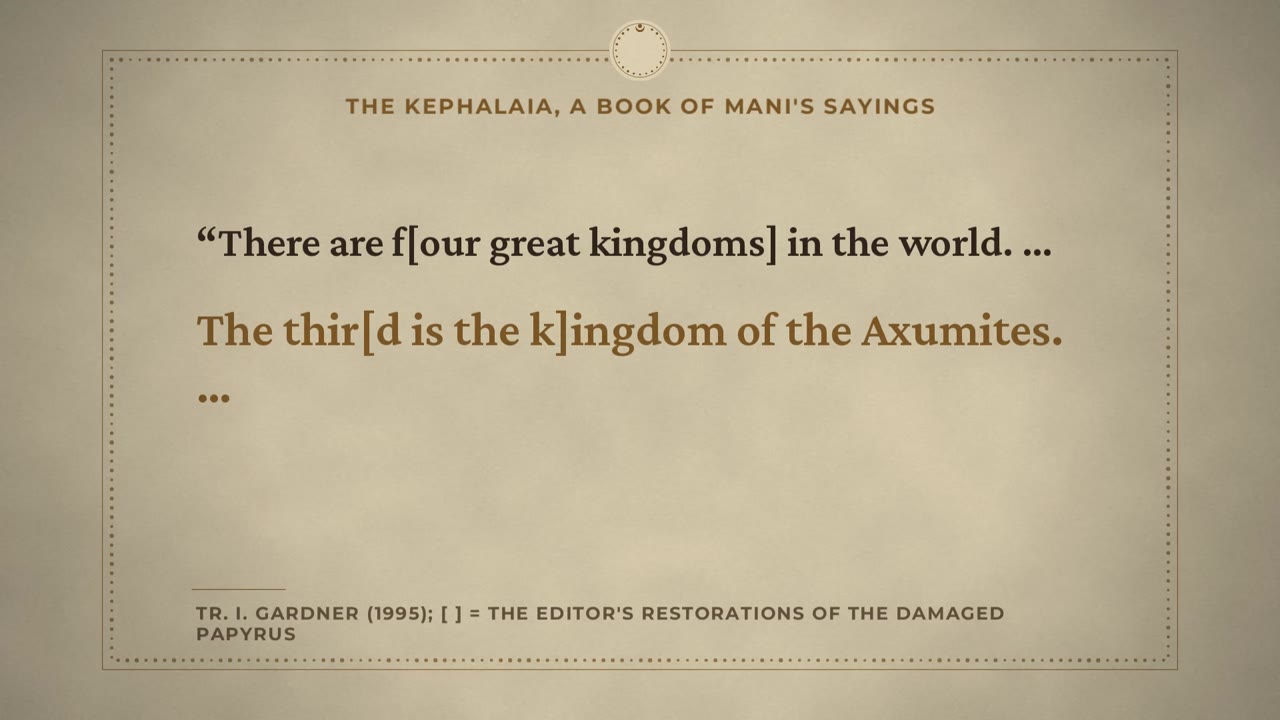 THE KEPHALAIA, A BOOK OF MANI'S SAYINGS
“There are f[our great kingdoms] in the world. ...
The thir[d is the k]ingdom of the Axumites.
...
TR. I. GARDNER (1995); [ ] = THE EDITOR'S RESTORATIONS OF THE DAMAGED
PAPYRUS